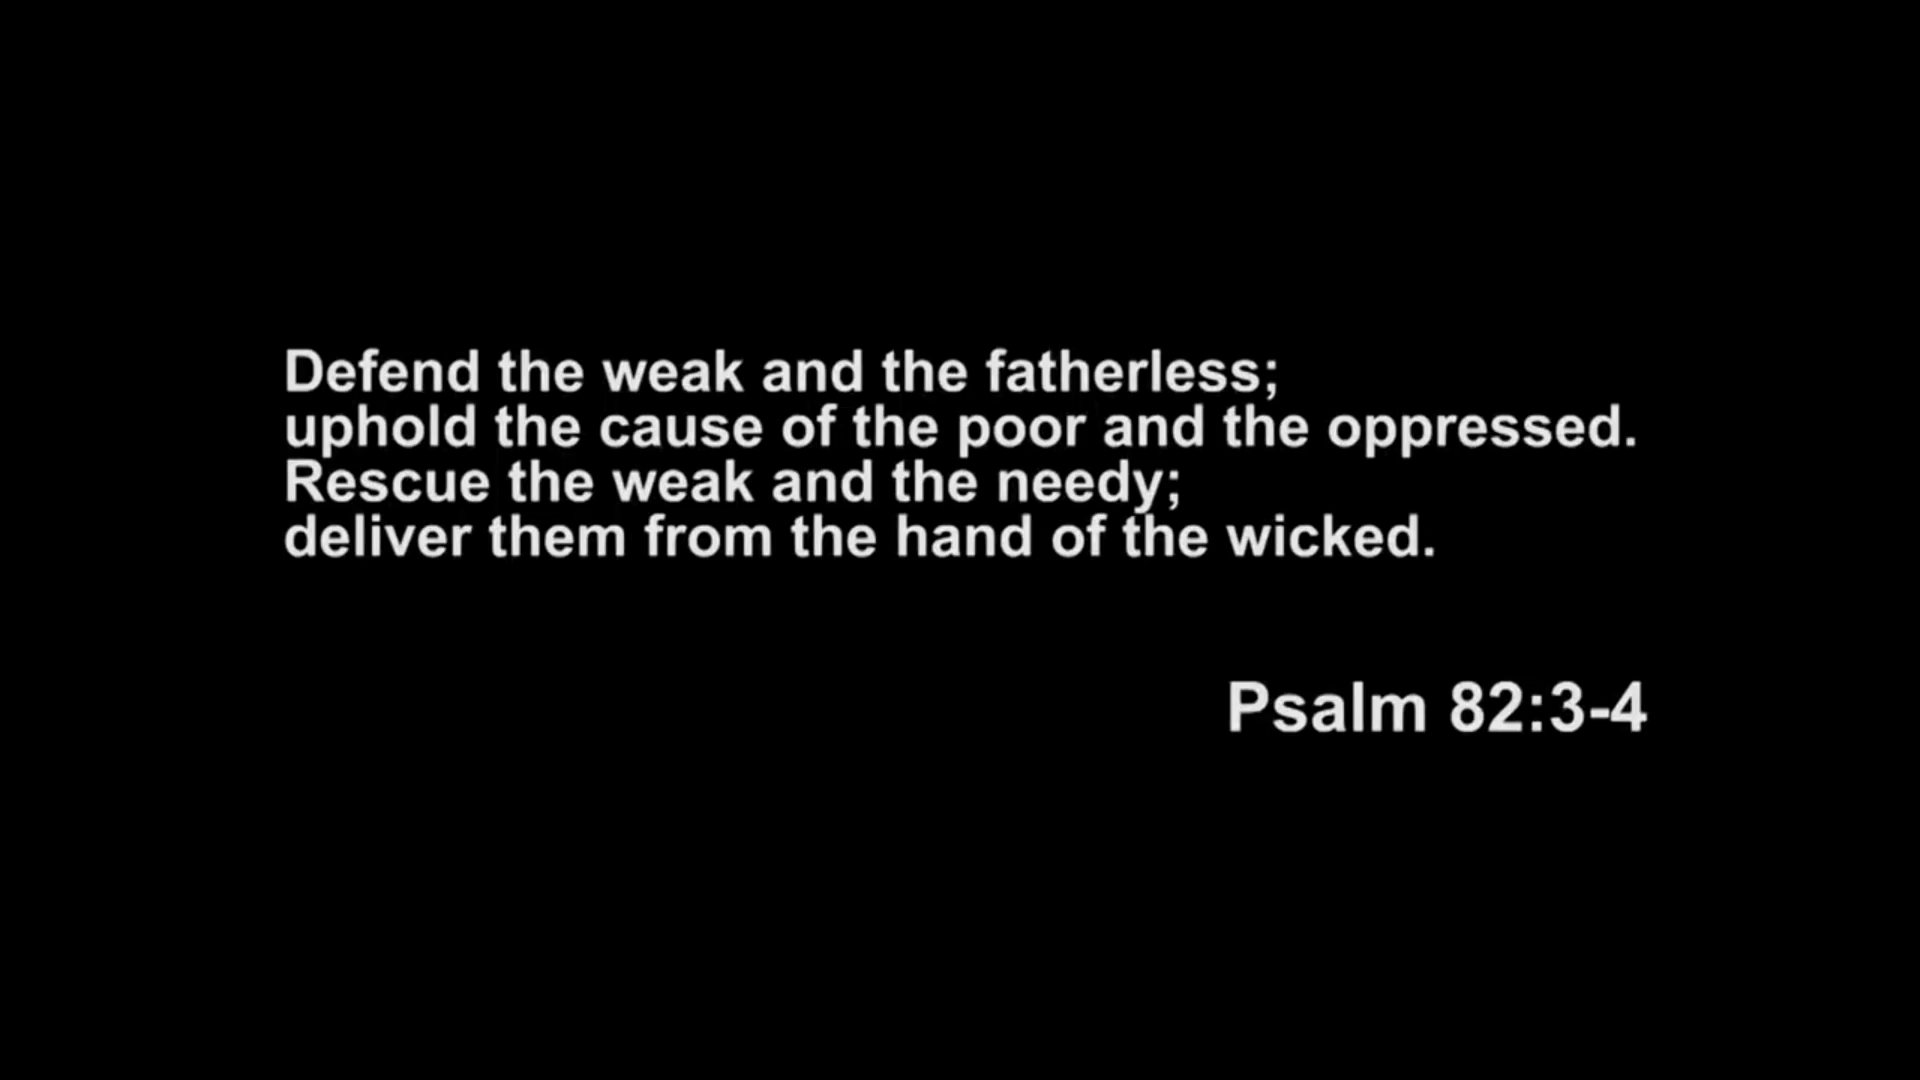 Defend the weak and the fatherless;
uphold the cause of the poor and the oppressed.
Rescue the weak and the needy;
deliver them from the hand of the wicked.
Psalm 82:3-4